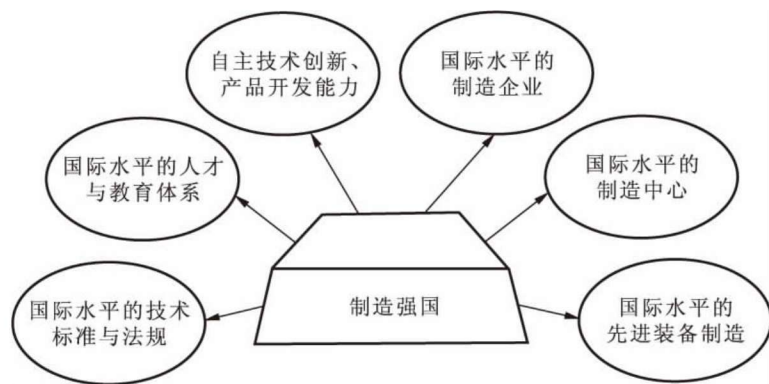 自主技术创新、
产品开发能力
国际水平的
制造企业
国际水平的人才
与教育体系
国际水平的
制造中心
国际水平的技术
标准与法规
制造强国
国际水平的
先进装备制造